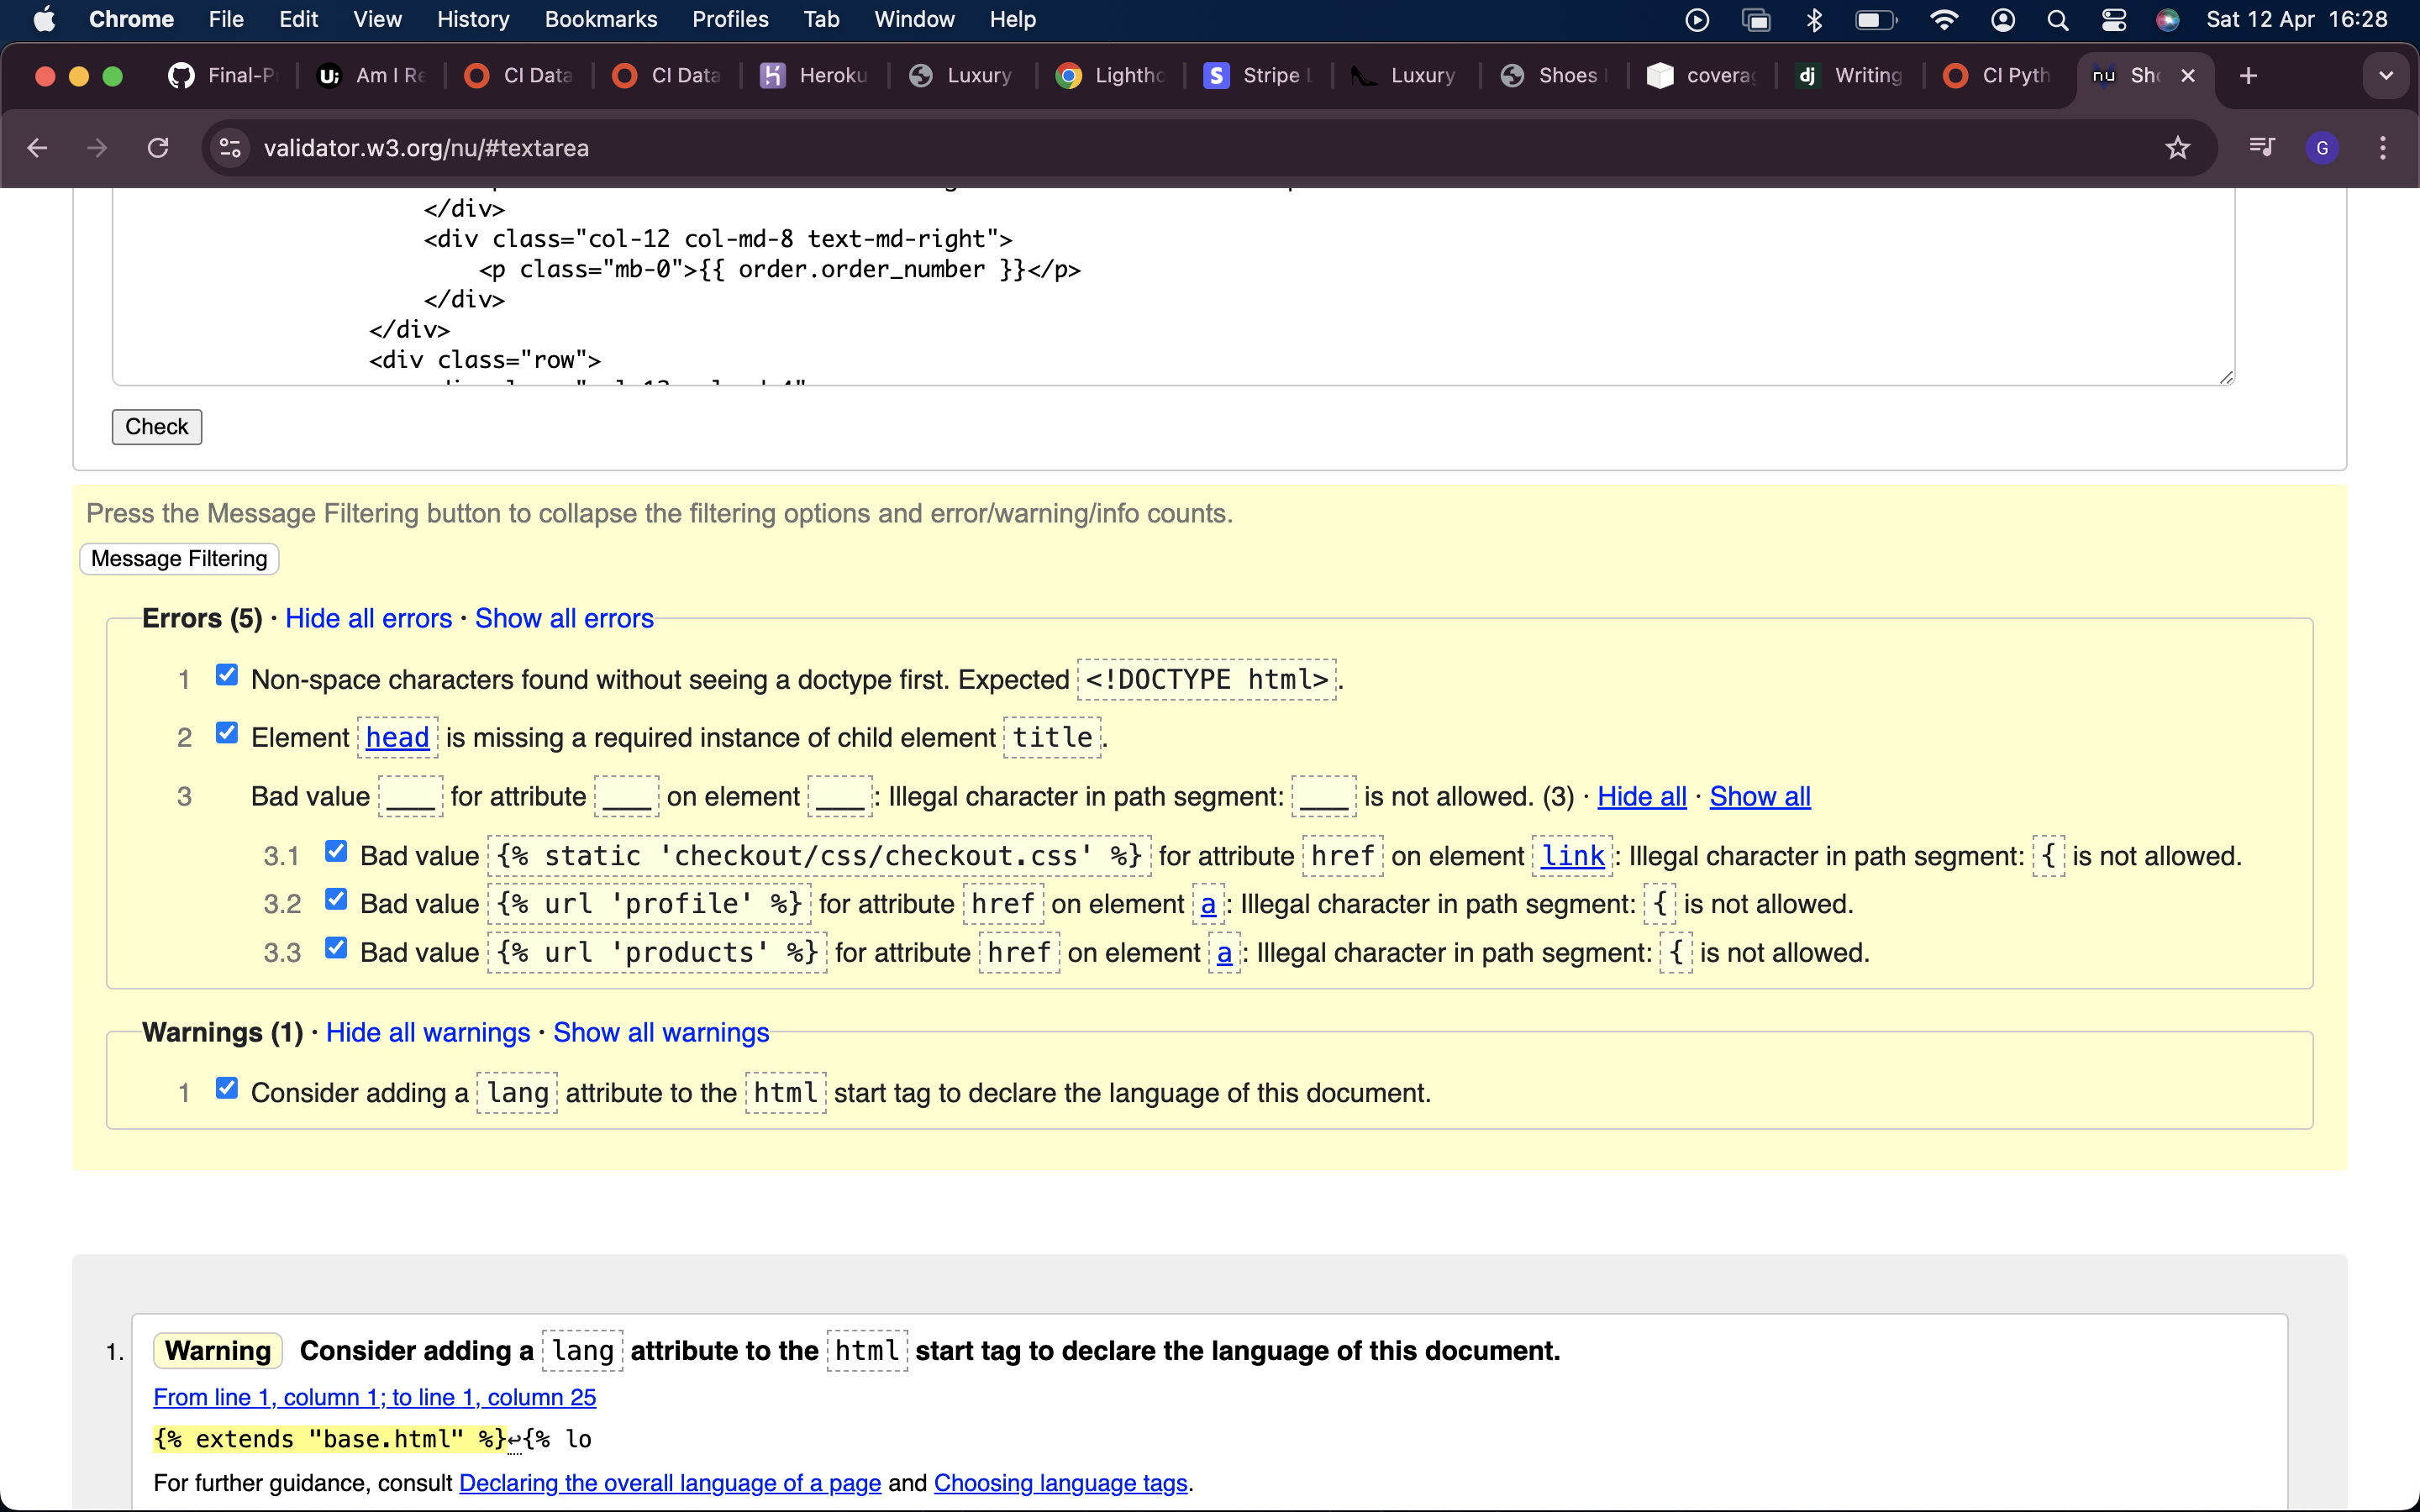 Chrome File Edit View History Bookmarks Profiles Tab Window Help Sat 12 Apr 16:28
Final-P Am I Re CI Data CI Data Heroku Luxury Lighthc Stripe L Luxury Shoes coverag Writing CI Pyth Sho
validator.w3.org/nu/#textarea G
</div>
<div class="col-12 col-md-8 text-md-right">
<p class="mb-0">{{ order.order_number }}</p>
</div>
</div>
<div class="row">
Check
Press the Message Filtering button to collapse the filtering options and error/warning/info counts.
Message Filtering
Errors (5) · Hide all errors · Show all errors
1 Non-space characters found without seeing a doctype first. Expected <!DOCTYPE html>.
2 Element head is missing a required instance of child element title.
3 Bad value ___ for attribute ___ on element ___: Illegal character in path segment: ___ is not allowed. (3) · Hide all · Show all
3.1 Bad value {% static 'checkout/css/checkout.css' %} for attribute href on element link: Illegal character in path segment: { is not allowed.
3.2 Bad value {% url 'profile' %} for attribute href on element a: Illegal character in path segment: { is not allowed.
3.3 Bad value {% url 'products' %} for attribute href on element a: Illegal character in path segment: { is not allowed.
Warnings (1) · Hide all warnings · Show all warnings
1 Consider adding a lang attribute to the html start tag to declare the language of this document.
1. Warning Consider adding a lang attribute to the html start tag to declare the language of this document.
From line 1, column 1; to line 1, column 25
{% extends "base.html" %}↩{% lo
For further guidance, consult Declaring the overall language of a page and Choosing language tags.